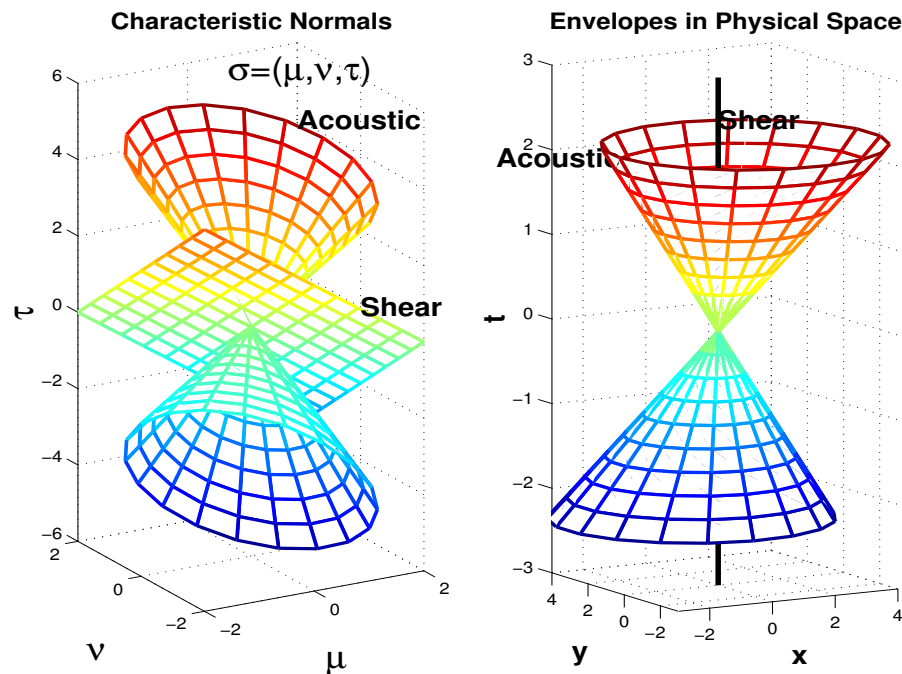 Characteristic Normals
σ=(μ,ν,τ)
Acoustic
Shear
τ
6
4
2
0
−2
−4
−6
2
0
−2
ν
−2
0
2
μ
Envelopes in Physical Space
Shear
Acoustic
t
3
2
1
0
−1
−2
−3
4
2
0
−2
y
−2
0
2
4
x